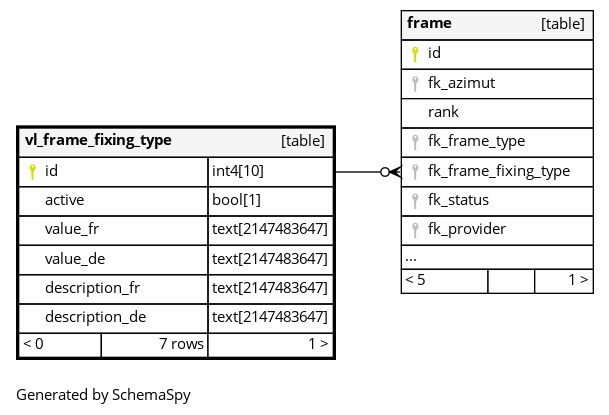 frame [table]
id
fk_azimut
rank
fk_frame_type
fk_frame_fixing_type
fk_status
fk_provider
...
< 5 1 >
vl_frame_fixing_type [table]
id int4[10]
active bool[1]
value_fr text[2147483647]
value_de text[2147483647]
description_fr text[2147483647]
description_de text[2147483647]
< 0 7 rows 1 >
Generated by SchemaSpy